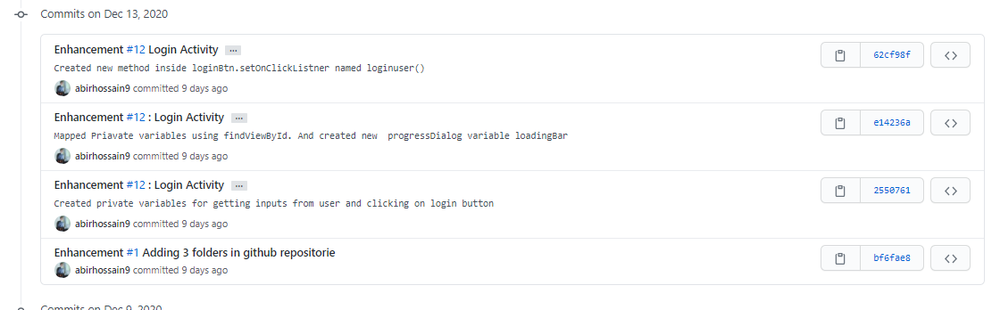 Commits on Dec 13, 2020
Enhancement #12 Login Activity ...
Created new method inside loginBtn.setOnClickListner named loginuser()
abirhossain9 committed 9 days ago
62cf98f
Enhancement #12 : Login Activity ...
Mapped Priavate variables using findViewById. And created new  progressDialog variable loadingBar
abirhossain9 committed 9 days ago
e14236a
Enhancement #12 : Login Activity ...
Created private variables for getting inputs from user and clicking on login button
abirhossain9 committed 9 days ago
2550761
Enhancement #1 Adding 3 folders in github repositorie
abirhossain9 committed 9 days ago
bf6fae8
Commits on Dec 9, 2020